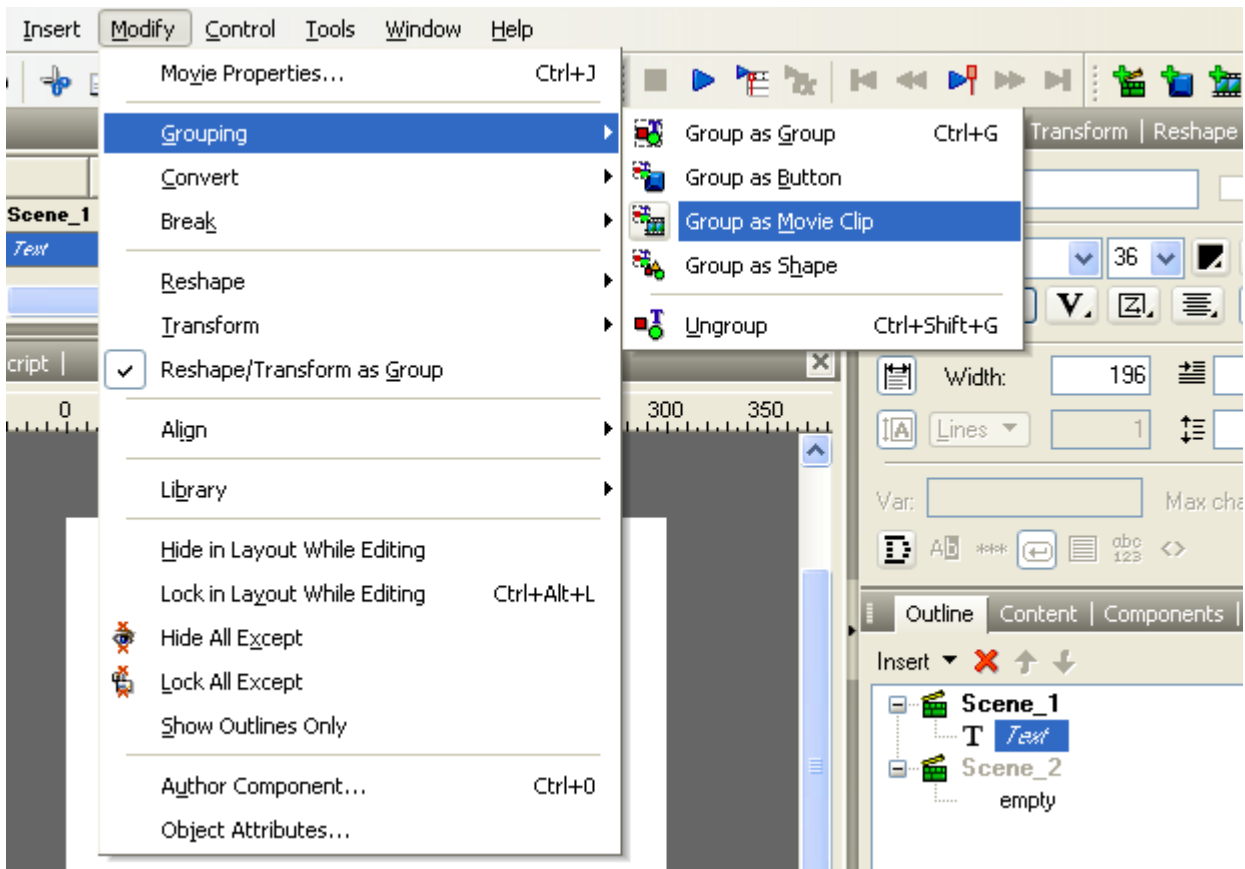 Insert Modify Control Tools Window Help
Movie Properties... Ctrl+J
Grouping
Convert
Break
Reshape
Transform
Reshape/Transform as Group
Align
Library
Hide in Layout While Editing
Lock in Layout While Editing Ctrl+Alt+L
Hide All Except
Lock All Except
Show Outlines Only
Author Component... Ctrl+0
Object Attributes...
Group as Group Ctrl+G
Group as Button
Group as Movie Clip
Group as Shape
Ungroup Ctrl+Shift+G
Scene_1
Text
cript |
0 300 350
Transform | Reshape
36
V.
Width: 196
Lines 1
Var: Max cha
AB *** abc 123 <>
Outline Content | Components |
Insert
Scene_1
T Text
Scene_2
empty